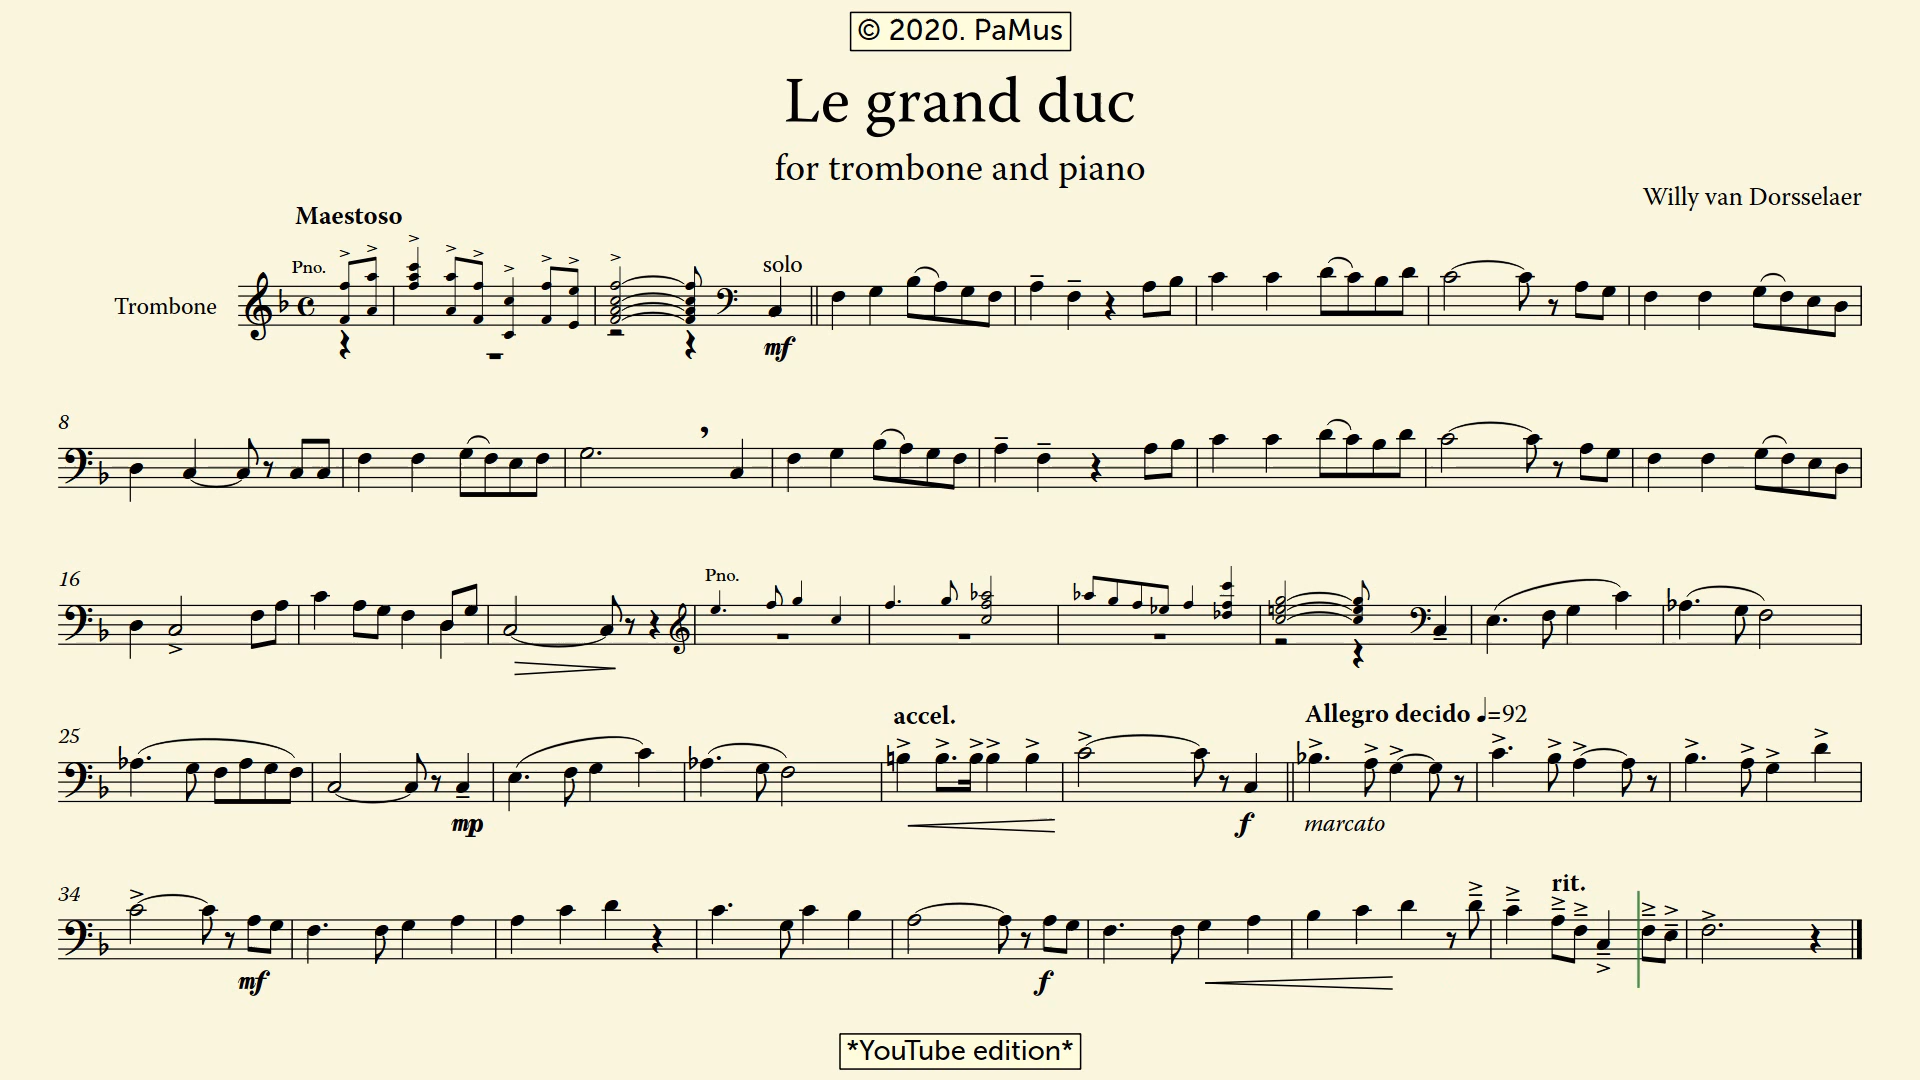 © 2020. PaMus
Le grand duc
for trombone and piano
Willy van Dorsselaer
Maestoso
Pno.
solo
Trombone
mf
8
16
Pno.
25
accel.
Allegro decido ♩=92
mp
f
marcato
34
rit.
mf
f
*YouTube edition*